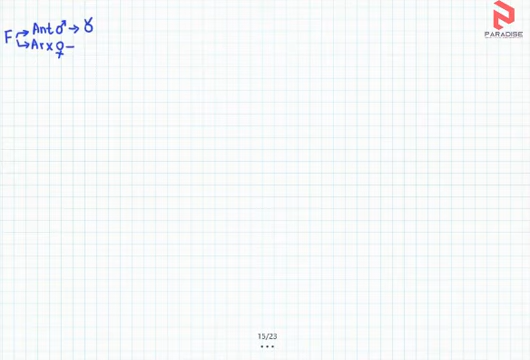 F → Ant ♂ → ♉
→ Arx ♀ –
PARADISE
15/23